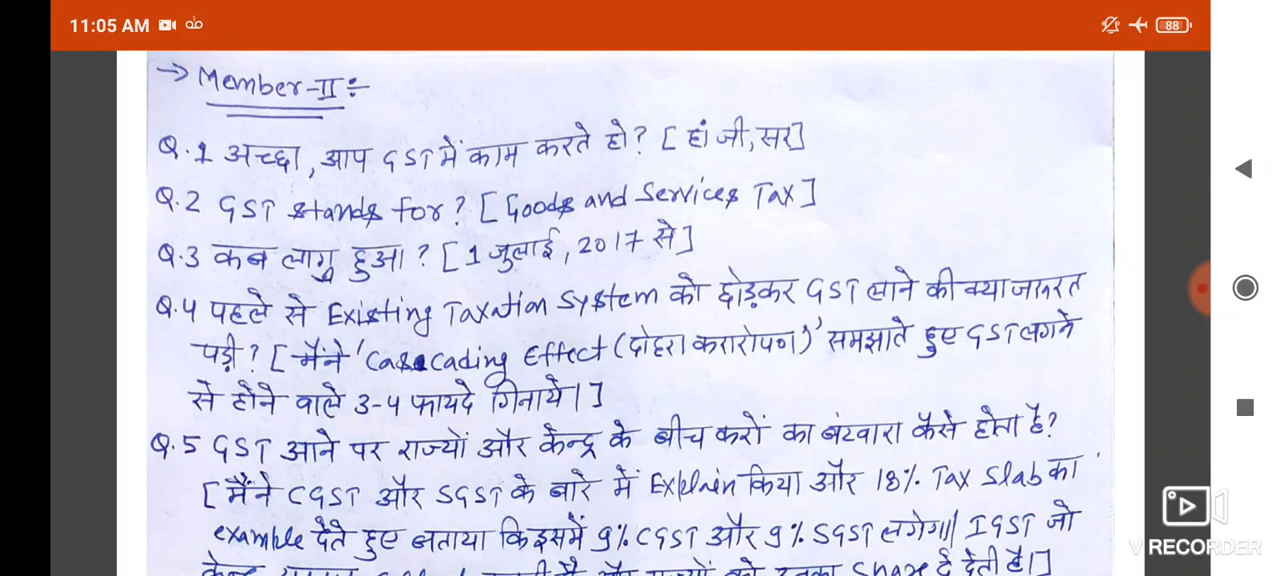 11:05 AM
88
→ Member-II :-
Q.1 अच्छा, आप GST में काम करते हो? [हां जी, सर]
Q.2 GST stands for? [Goods and Services Tax]
Q.3 कब लागू हुआ? [1 जुलाई, 2017 से]
Q.4 पहले से Existing Taxation System को छोड़कर GST लाने की क्या जरूरत
पड़ी? [मैंने 'Cascading Effect (दोहरा करारोपण)' समझाते हुए GST लगने
से होने वाले 3-4 फायदे गिनाये।]
Q.5 GST आने पर राज्यों और केन्द्र के बीच करों का बंटवारा कैसे होता है?
[मैंने CGST और SGST के बारे में Explain किया और 18% Tax Slab का
example देते हुए बताया कि इसमें 9% CGST और 9% SGST लगेगा। IGST जो
केन्द्र को उनका share दे देती है।]
V RECORDER